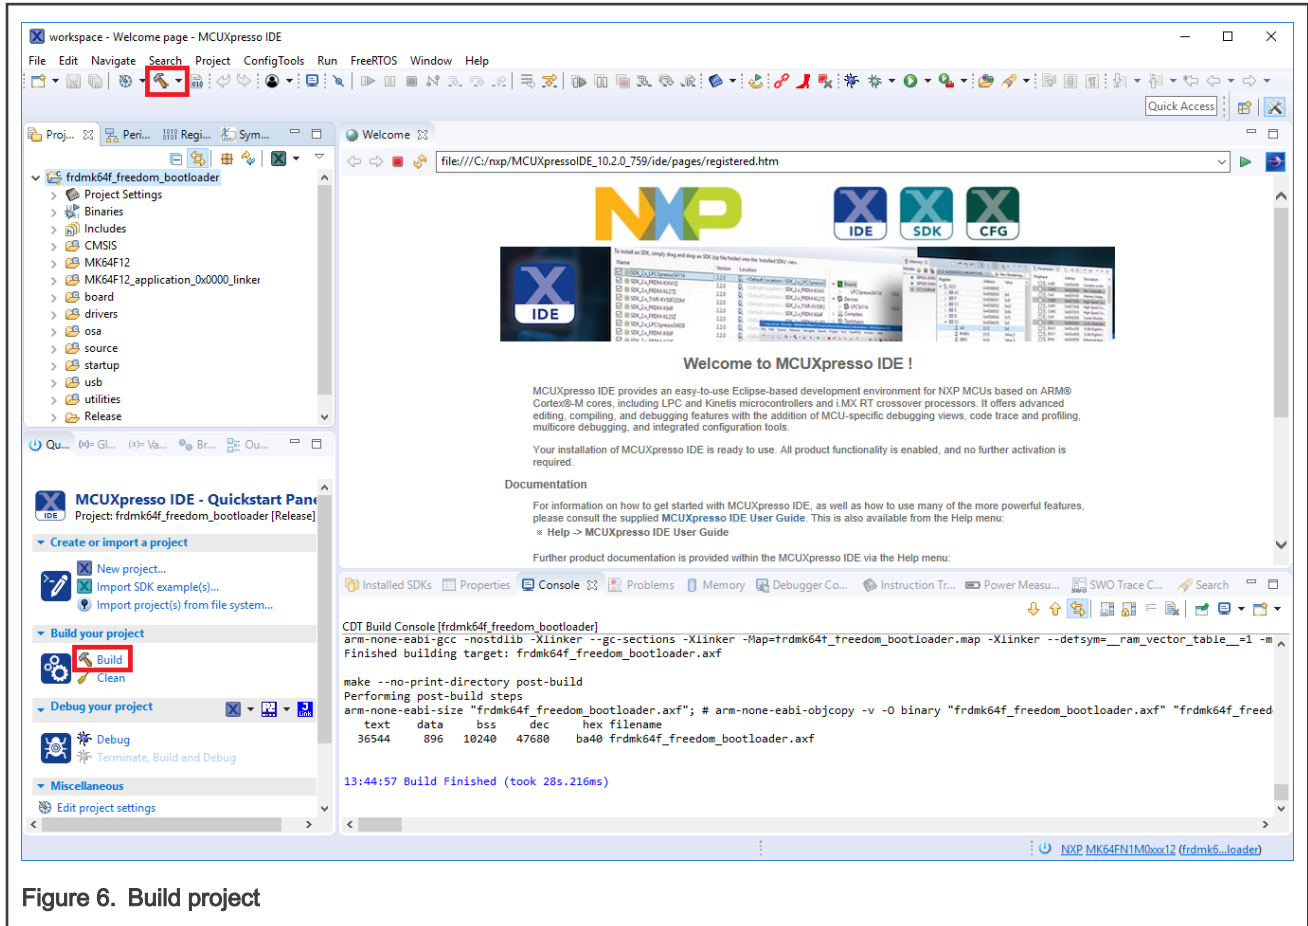 workspace - Welcome page - MCUXpresso IDE
File Edit Navigate Search Project ConfigTools Run FreeRTOS Window Help
Quick Access
Proj... Peri... Regi... Sym...
Welcome
file:///C:/nxp/MCUXpressoIDE_10.2.0_759/ide/pages/registered.htm
frdmk64f_freedom_bootloader
Project Settings
Binaries
Includes
CMSIS
MK64F12
MK64F12_application_0x0000_linker
board
drivers
osa
source
startup
usb
utilities
Release
NXP
IDE SDK CFG
IDE
Welcome to MCUXpresso IDE !
MCUXpresso IDE provides an easy-to-use Eclipse-based development environment for NXP MCUs based on ARM®
Cortex®-M cores, including LPC and Kinetis microcontrollers and i.MX RT crossover processors. It offers advanced
editing, compiling, and debugging features with the addition of MCU-specific debugging views, code trace and profiling,
multicore debugging, and integrated configuration tools.
Your installation of MCUXpresso IDE is ready to use. All product functionality is enabled, and no further activation is
required.
Documentation
For information on how to get started with MCUXpresso IDE, as well as how to use many of the more powerful features,
please consult the supplied MCUXpresso IDE User Guide. This is also available from the Help menu:
Help -> MCUXpresso IDE User Guide
Further product documentation is provided within the MCUXpresso IDE via the Help menu:
Qu... (x)= Gl... (x)= Va... Br... Ou...
IDE
MCUXpresso IDE - Quickstart Pane
Project: frdmk64f_freedom_bootloader [Release]
Create or import a project
New project...
Import SDK example(s)...
Import project(s) from file system...
Build your project
Build
Clean
Debug your project
Debug
Terminate, Build and Debug
Miscellaneous
Edit project settings
Installed SDKs Properties Console Problems Memory Debugger Co... Instruction Tr... Power Measu... SWO Trace C... Search
CDT Build Console [frdmk64f_freedom_bootloader]
arm-none-eabi-gcc -nostdlib -Xlinker --gc-sections -Xlinker -Map=frdmk64f_freedom_bootloader.map -Xlinker --defsym=__ram_vector_table__=1 -m
Finished building target: frdmk64f_freedom_bootloader.axf
make --no-print-directory post-build
Performing post-build steps
arm-none-eabi-size "frdmk64f_freedom_bootloader.axf"; # arm-none-eabi-objcopy -v -O binary "frdmk64f_freedom_bootloader.axf" "frdmk64f_freed
text data bss dec hex filename
36544 896 10240 47680 ba40 frdmk64f_freedom_bootloader.axf
13:44:57 Build Finished (took 28s.216ms)
NXP MK64FN1M0xxx12 (frdmk6...loader)
Figure 6. Build project